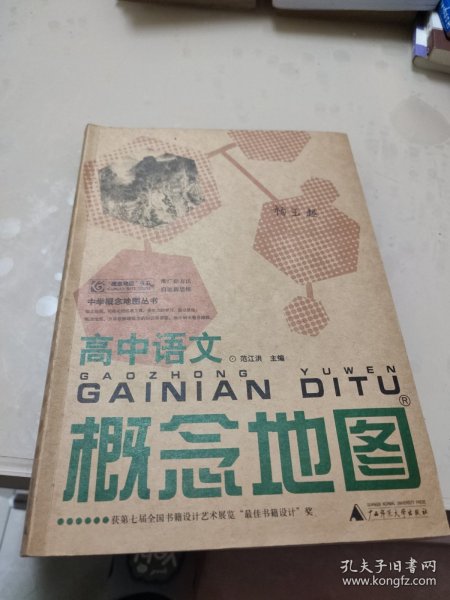 中学概念地图丛书
高中语文
范江洪 主编
GAOZHONG YUWEN
GAINIAN DITU
概念地图®
获第七届全国书籍设计艺术展览“最佳书籍设计”奖
广西师范大学出版社
孔夫子旧书网
www.kongfz.com